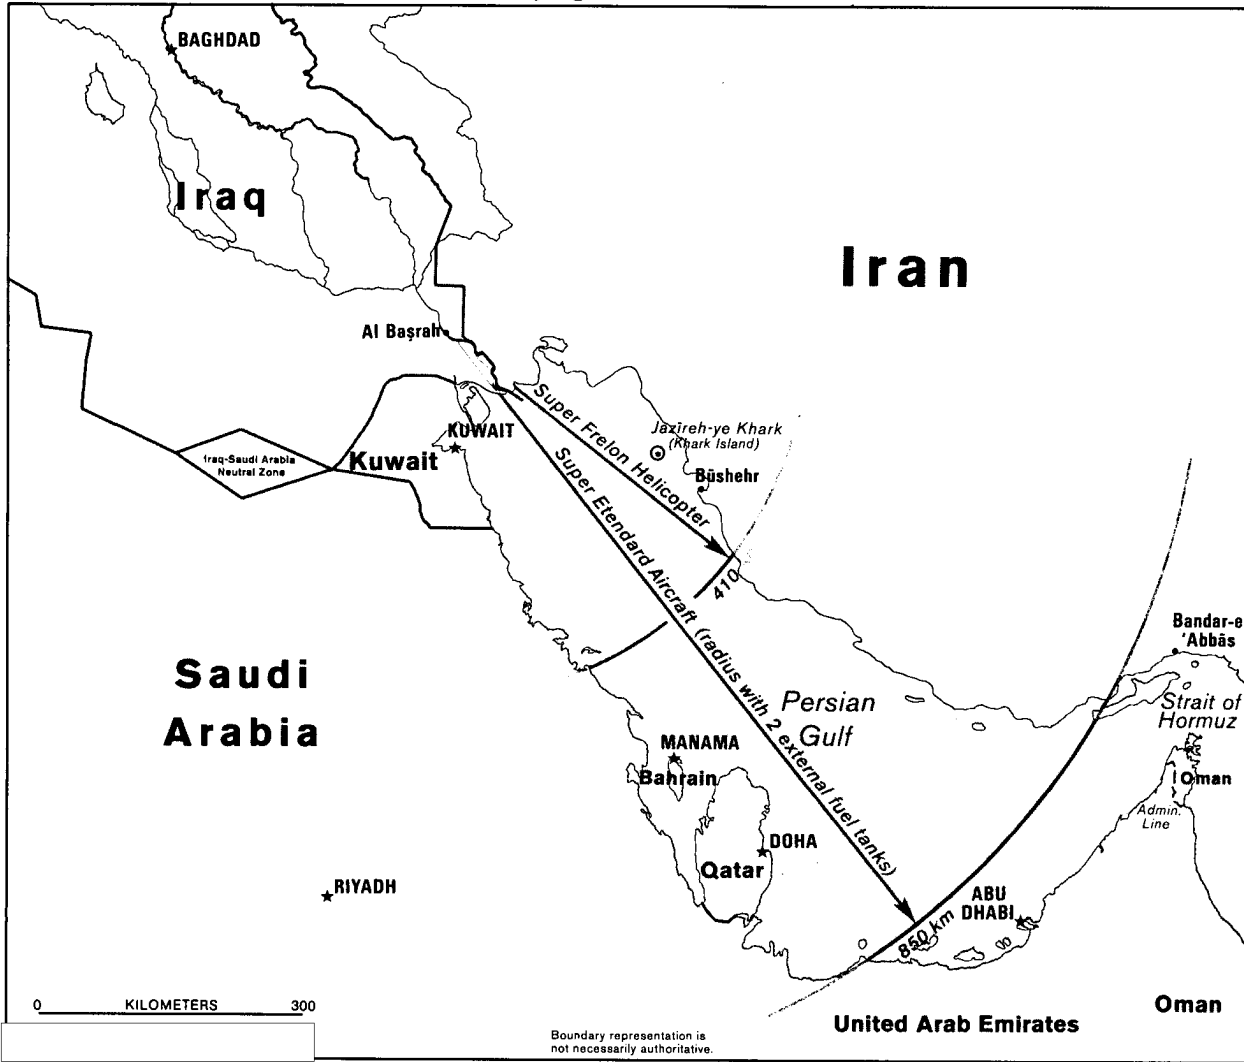 BAGHDAD
Iraq
Iran
Al Baṣrah
Super Frelon Helicopter
Jazīreh-ye Khark
(Khark Island)
KUWAIT
Kuwait
Iraq-Saudi Arabia
Neutral Zone
Būshehr
Super Etendard Aircraft (radius with 2 external fuel tanks)
410
Bandar-e
'Abbās
Saudi
Arabia
Persian
Gulf
Strait of
Hormuz
MANAMA
Bahrain
Oman
Admin.
Line
DOHA
Qatar
RIYADH
ABU
DHABI
850 km
0 KILOMETERS 300
Oman
United Arab Emirates
Boundary representation is
not necessarily authoritative.